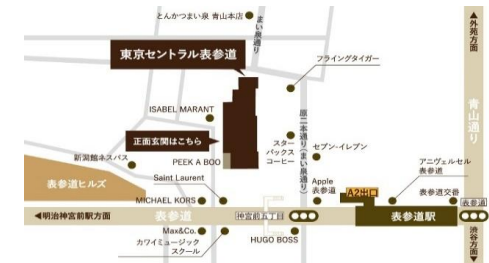 とんかつまい泉 青山本店
まい泉通り
▲外苑方面
東京セントラル表参道
フライングタイガー
青山通り
ISABEL MARANT
原二本通り(まい泉通り)
正面玄関はこちら
スター
バックス
コーヒー
セブン-イレブン
新潟館ネスパス
PEEK A BOO
アニヴェルセル
表参道
表参道ヒルズ
Saint Laurent
Apple
表参道
A2出口
MICHAEL KORS
表参道交番
表参道
◀明治神宮前駅方面
表参道
神宮前五丁目
表参道駅
Max&Co.
カワイミュージック
スクール
HUGO BOSS
渋谷方面▼